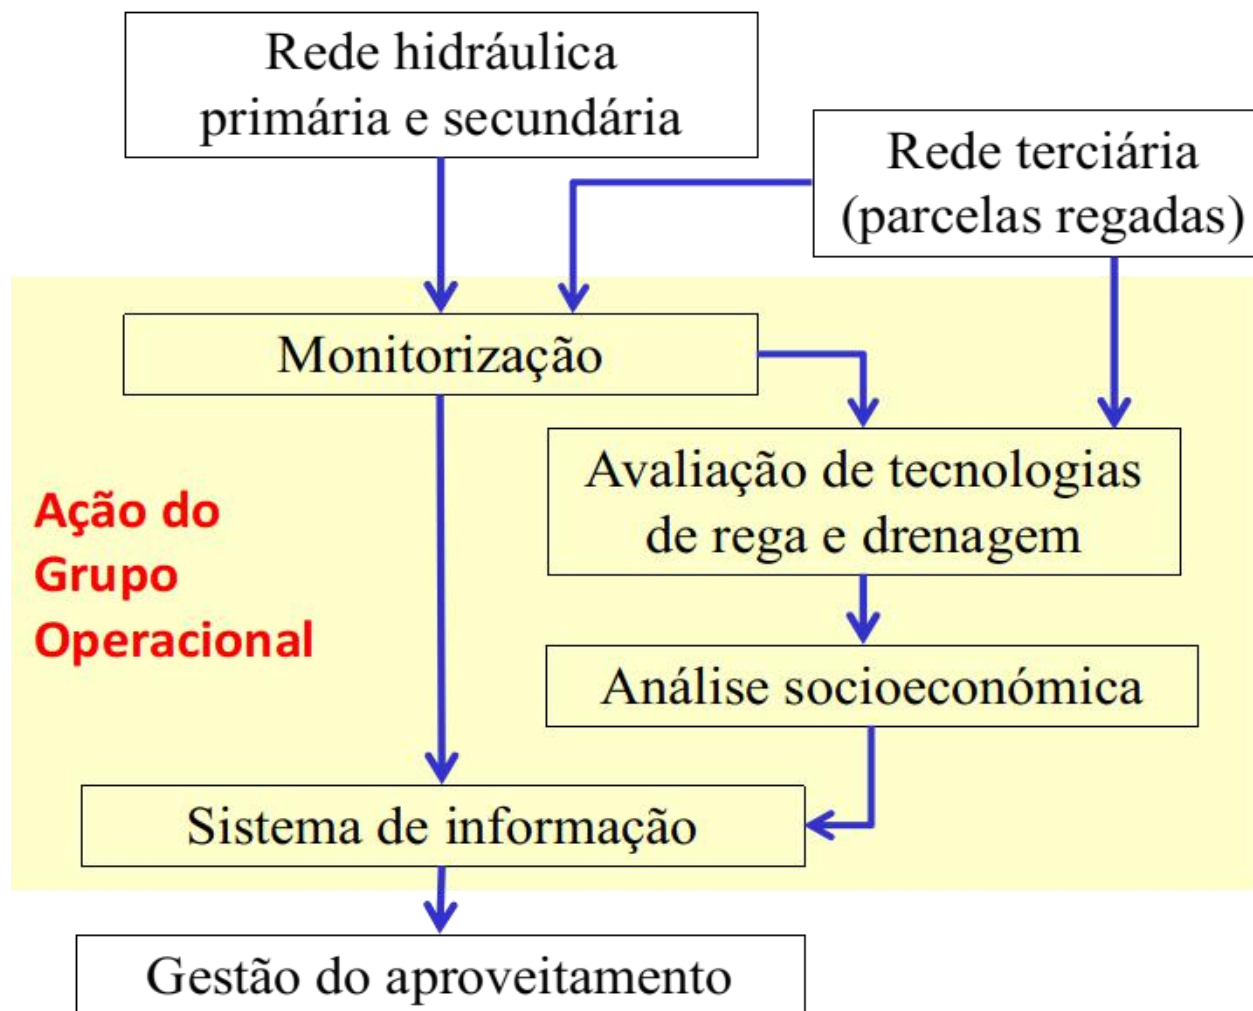 Rede hidráulica
primária e secundária
Rede terciária
(parcelas regadas)
Monitorização
Avaliação de tecnologias
de rega e drenagem
Ação do
Grupo
Operacional
Análise socioeconómica
Sistema de informação
Gestão do aproveitamento